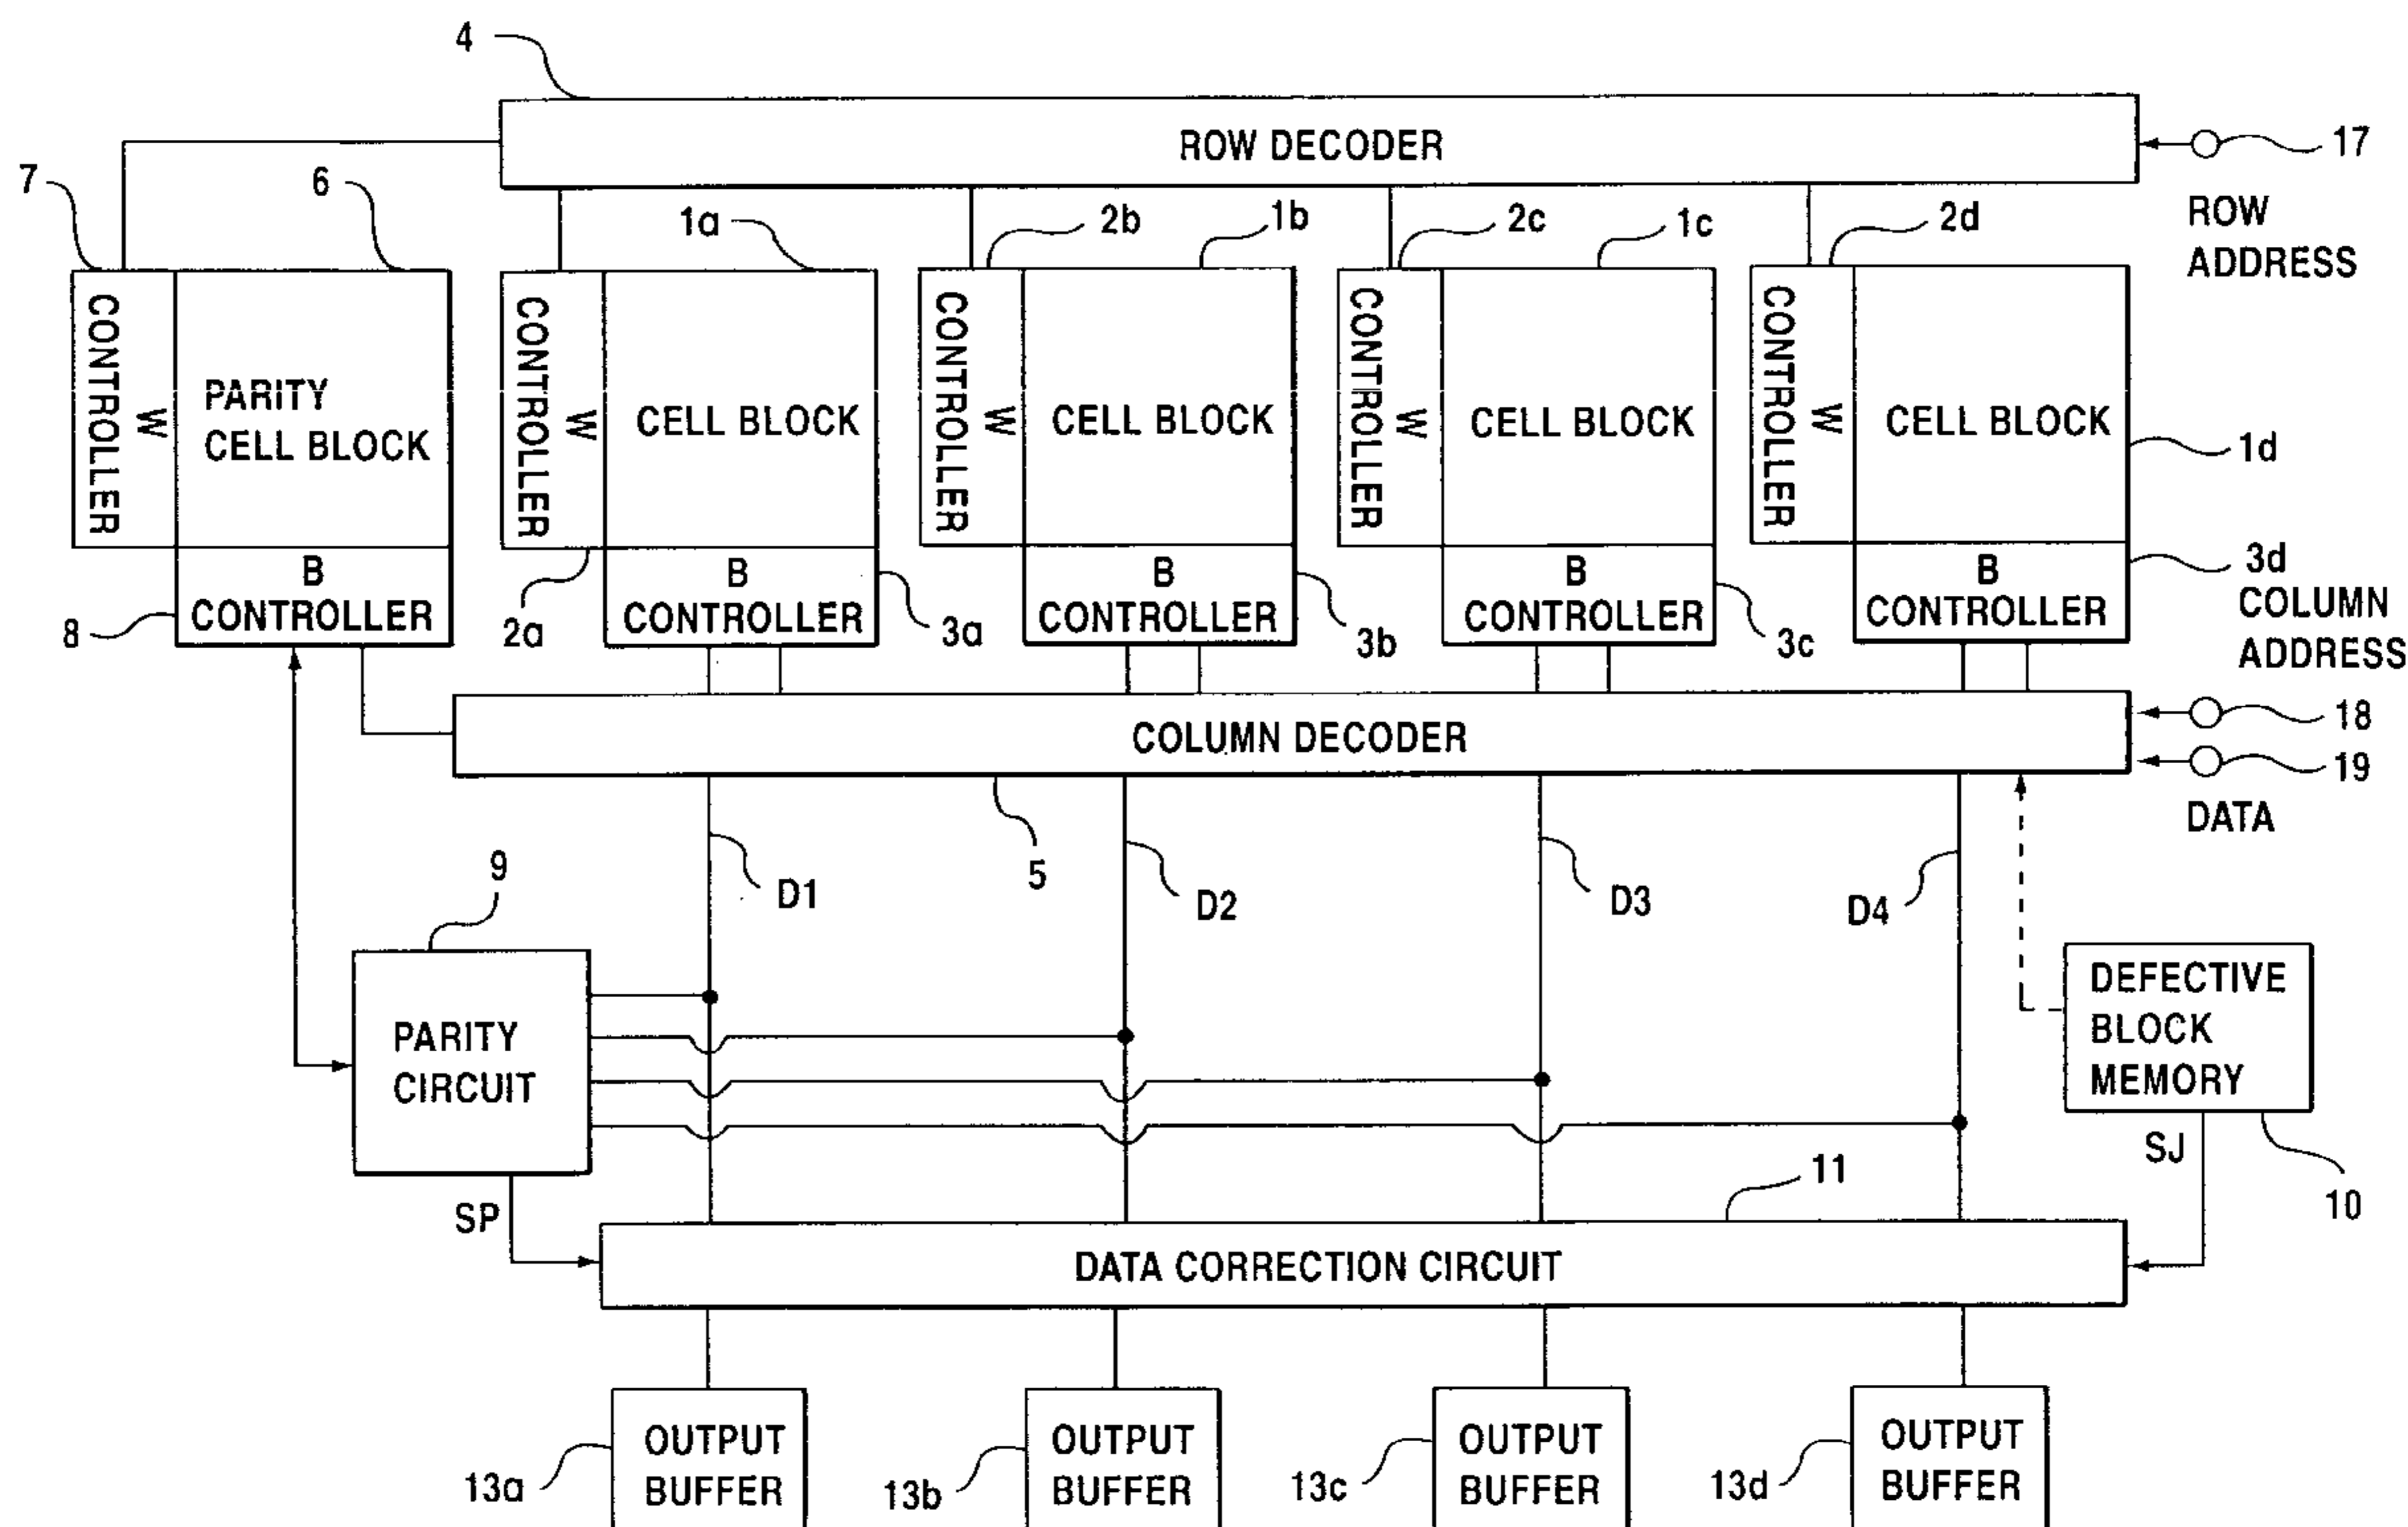 4
ROW DECODER
17
ROW
ADDRESS
7
6
1a
2b
1b
2c
1c
2d
W
CONTROLLER
PARITY
CELL BLOCK
W
CONTROLLER
CELL BLOCK
W
CONTROLLER
CELL BLOCK
W
CONTROLLER
CELL BLOCK
W
CONTROLLER
CELL BLOCK
1d
8
B
CONTROLLER
2a
B
CONTROLLER
3a
B
CONTROLLER
3b
B
CONTROLLER
3c
B
CONTROLLER
3d
COLUMN
ADDRESS
COLUMN DECODER
18
19
DATA
9
D1
5
D2
D3
D4
PARITY
CIRCUIT
DEFECTIVE
BLOCK
MEMORY
SP
11
SJ
10
DATA CORRECTION CIRCUIT
13a
OUTPUT
BUFFER
13b
OUTPUT
BUFFER
13c
OUTPUT
BUFFER
13d
OUTPUT
BUFFER